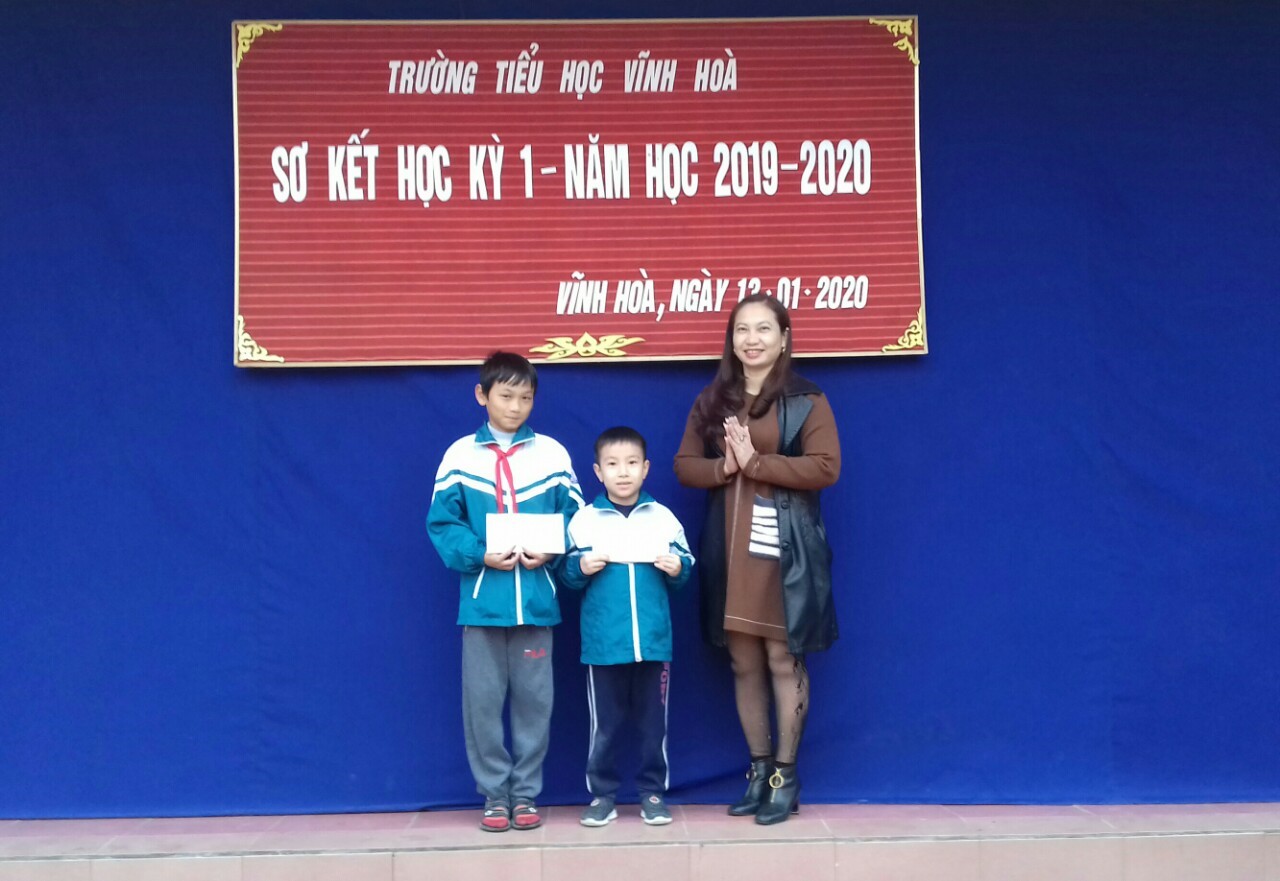 TRƯỜNG TIỂU HỌC VĨNH HOÀ
SƠ KẾT HỌC KỲ 1 - NĂM HỌC 2019-2020
VĨNH HOÀ, NGÀY 13·01·2020